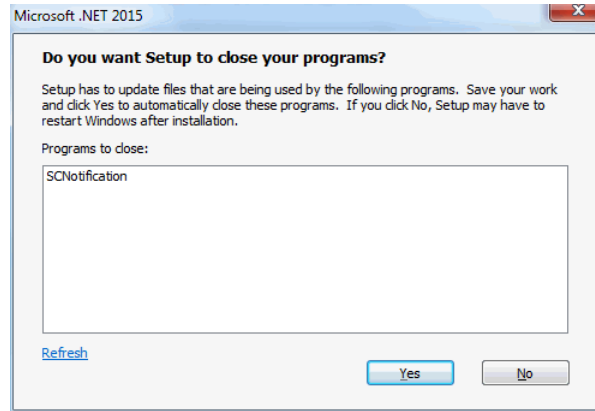 Microsoft .NET 2015
Do you want Setup to close your programs?
Setup has to update files that are being used by the following programs. Save your work
and click Yes to automatically close these programs. If you click No, Setup may have to
restart Windows after installation.
Programs to close:
SCNotification
Refresh
Yes
No